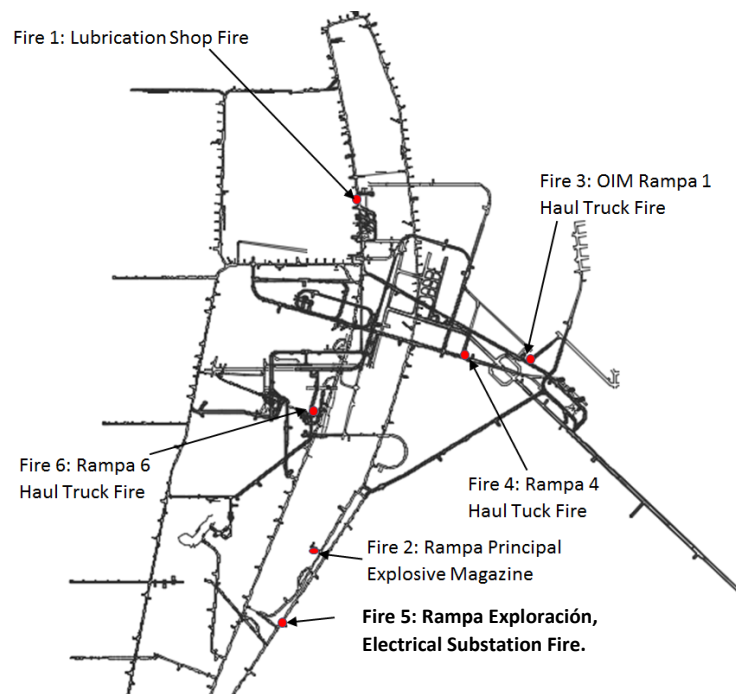 Fire 1: Lubrication Shop Fire
Fire 3: OIM Rampa 1
Haul Truck Fire
Fire 6: Rampa 6
Haul Truck Fire
Fire 4: Rampa 4
Haul Tuck Fire
Fire 2: Rampa Principal
Explosive Magazine
Fire 5: Rampa Exploración,
Electrical Substation Fire.